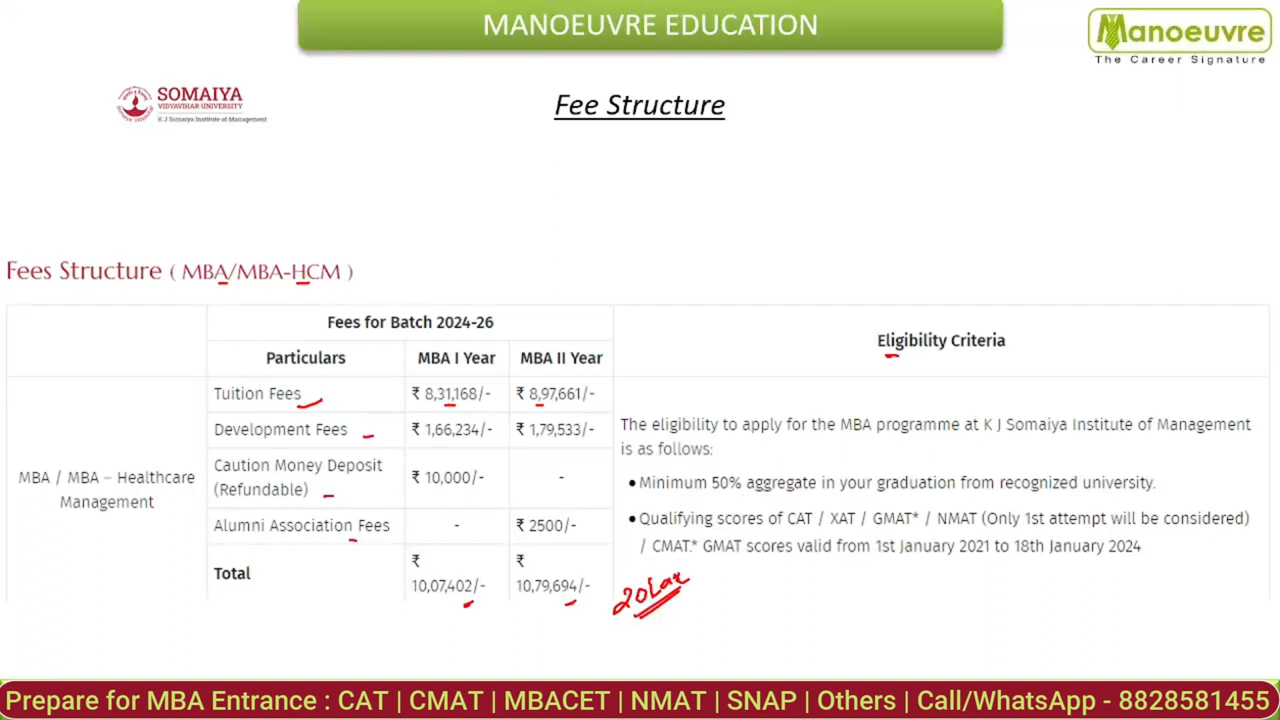 MANOEUVRE EDUCATION
Manoeuvre
The Career Signature
SOMAIYA
VIDYAVIHAR UNIVERSITY
K J Somaiya Institute of Management
Fee Structure
Fees Structure ( MBA/MBA-HCM )
Fees for Batch 2024-26
Eligibility Criteria
Particulars MBA I Year MBA II Year
Tuition Fees ₹ 8,31,168/- ₹ 8,97,661/-
Development Fees ₹ 1,66,234/- ₹ 1,79,533/-
Caution Money Deposit
(Refundable) ₹ 10,000/- -
Alumni Association Fees - ₹ 2500/-
Total ₹ ₹
10,07,402/- 10,79,694/-
MBA / MBA – Healthcare
Management
The eligibility to apply for the MBA programme at K J Somaiya Institute of Management
is as follows:
• Minimum 50% aggregate in your graduation from recognized university.
• Qualifying scores of CAT / XAT / GMAT* / NMAT (Only 1st attempt will be considered)
/ CMAT.* GMAT scores valid from 1st January 2021 to 18th January 2024
20 Lac
Prepare for MBA Entrance : CAT | CMAT | MBACET | NMAT | SNAP | Others | Call/WhatsApp - 8828581455